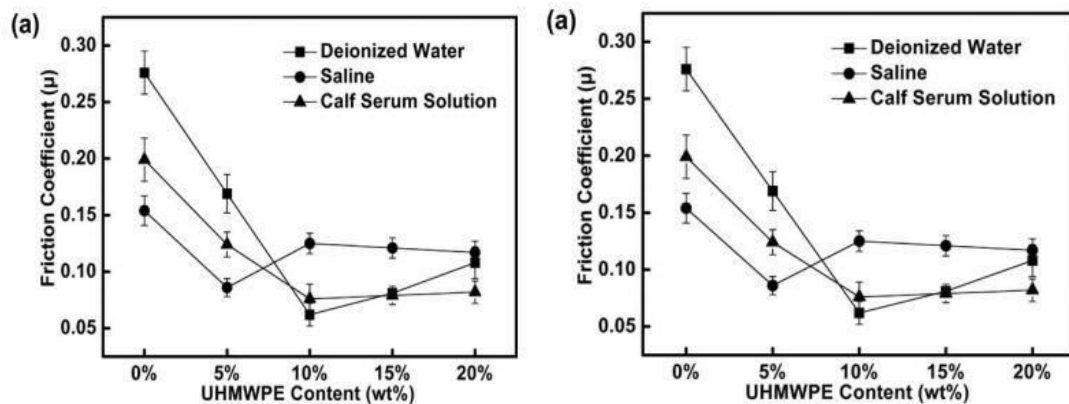 (a)
0.30
0.25
0.20
0.15
0.10
0.05
Friction Coefficient (μ)
Deionized Water
Saline
Calf Serum Solution
0% 5% 10% 15% 20%
UHMWPE Content (wt%)
(a)
0.30
0.25
0.20
0.15
0.10
0.05
Friction Coefficient (μ)
Deionized Water
Saline
Calf Serum Solution
0% 5% 10% 15% 20%
UHMWPE Content (wt%)